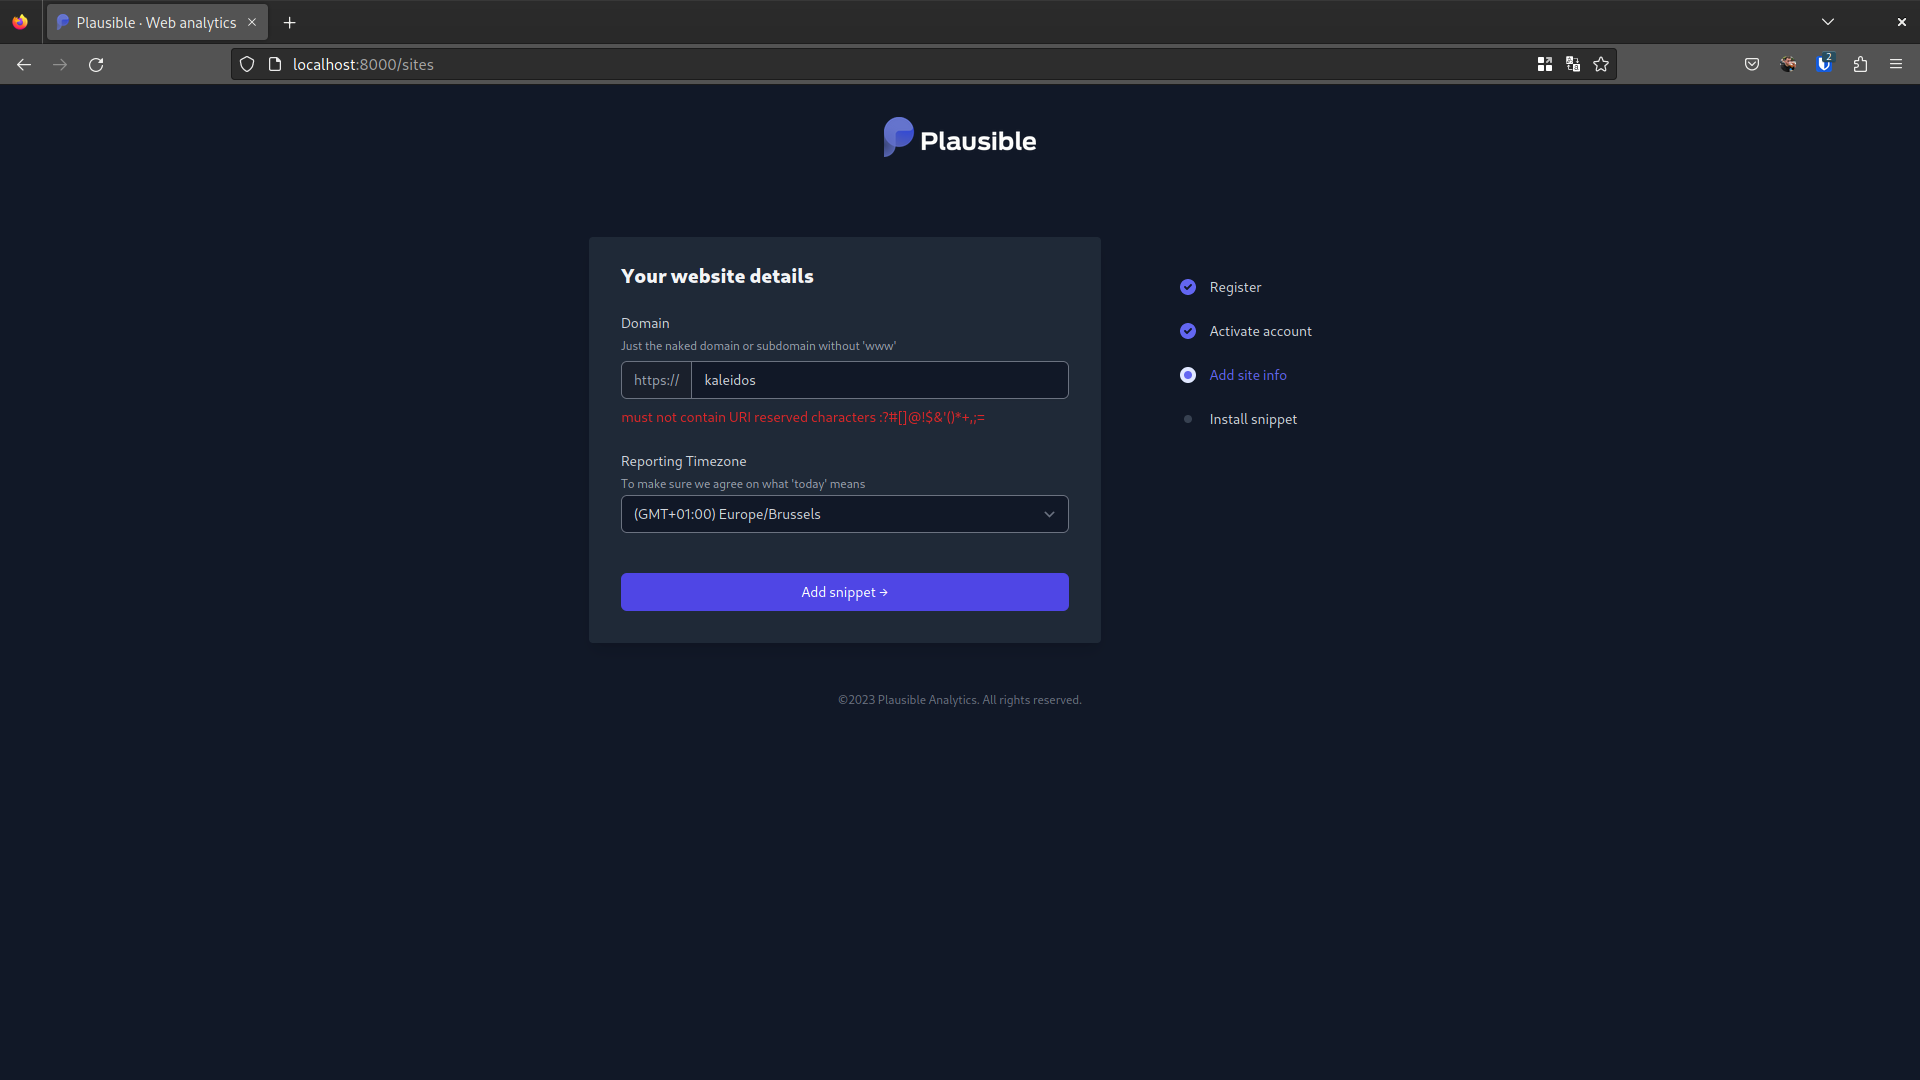 Plausible · Web analytics
localhost:8000/sites
2
Plausible
Your website details
Domain
Just the naked domain or subdomain without 'www'
https:// kaleidos
must not contain URI reserved characters :?#[]@!$&'()*+,;=
Reporting Timezone
To make sure we agree on what 'today' means
(GMT+01:00) Europe/Brussels
Add snippet →
Register
Activate account
Add site info
Install snippet
©2023 Plausible Analytics. All rights reserved.